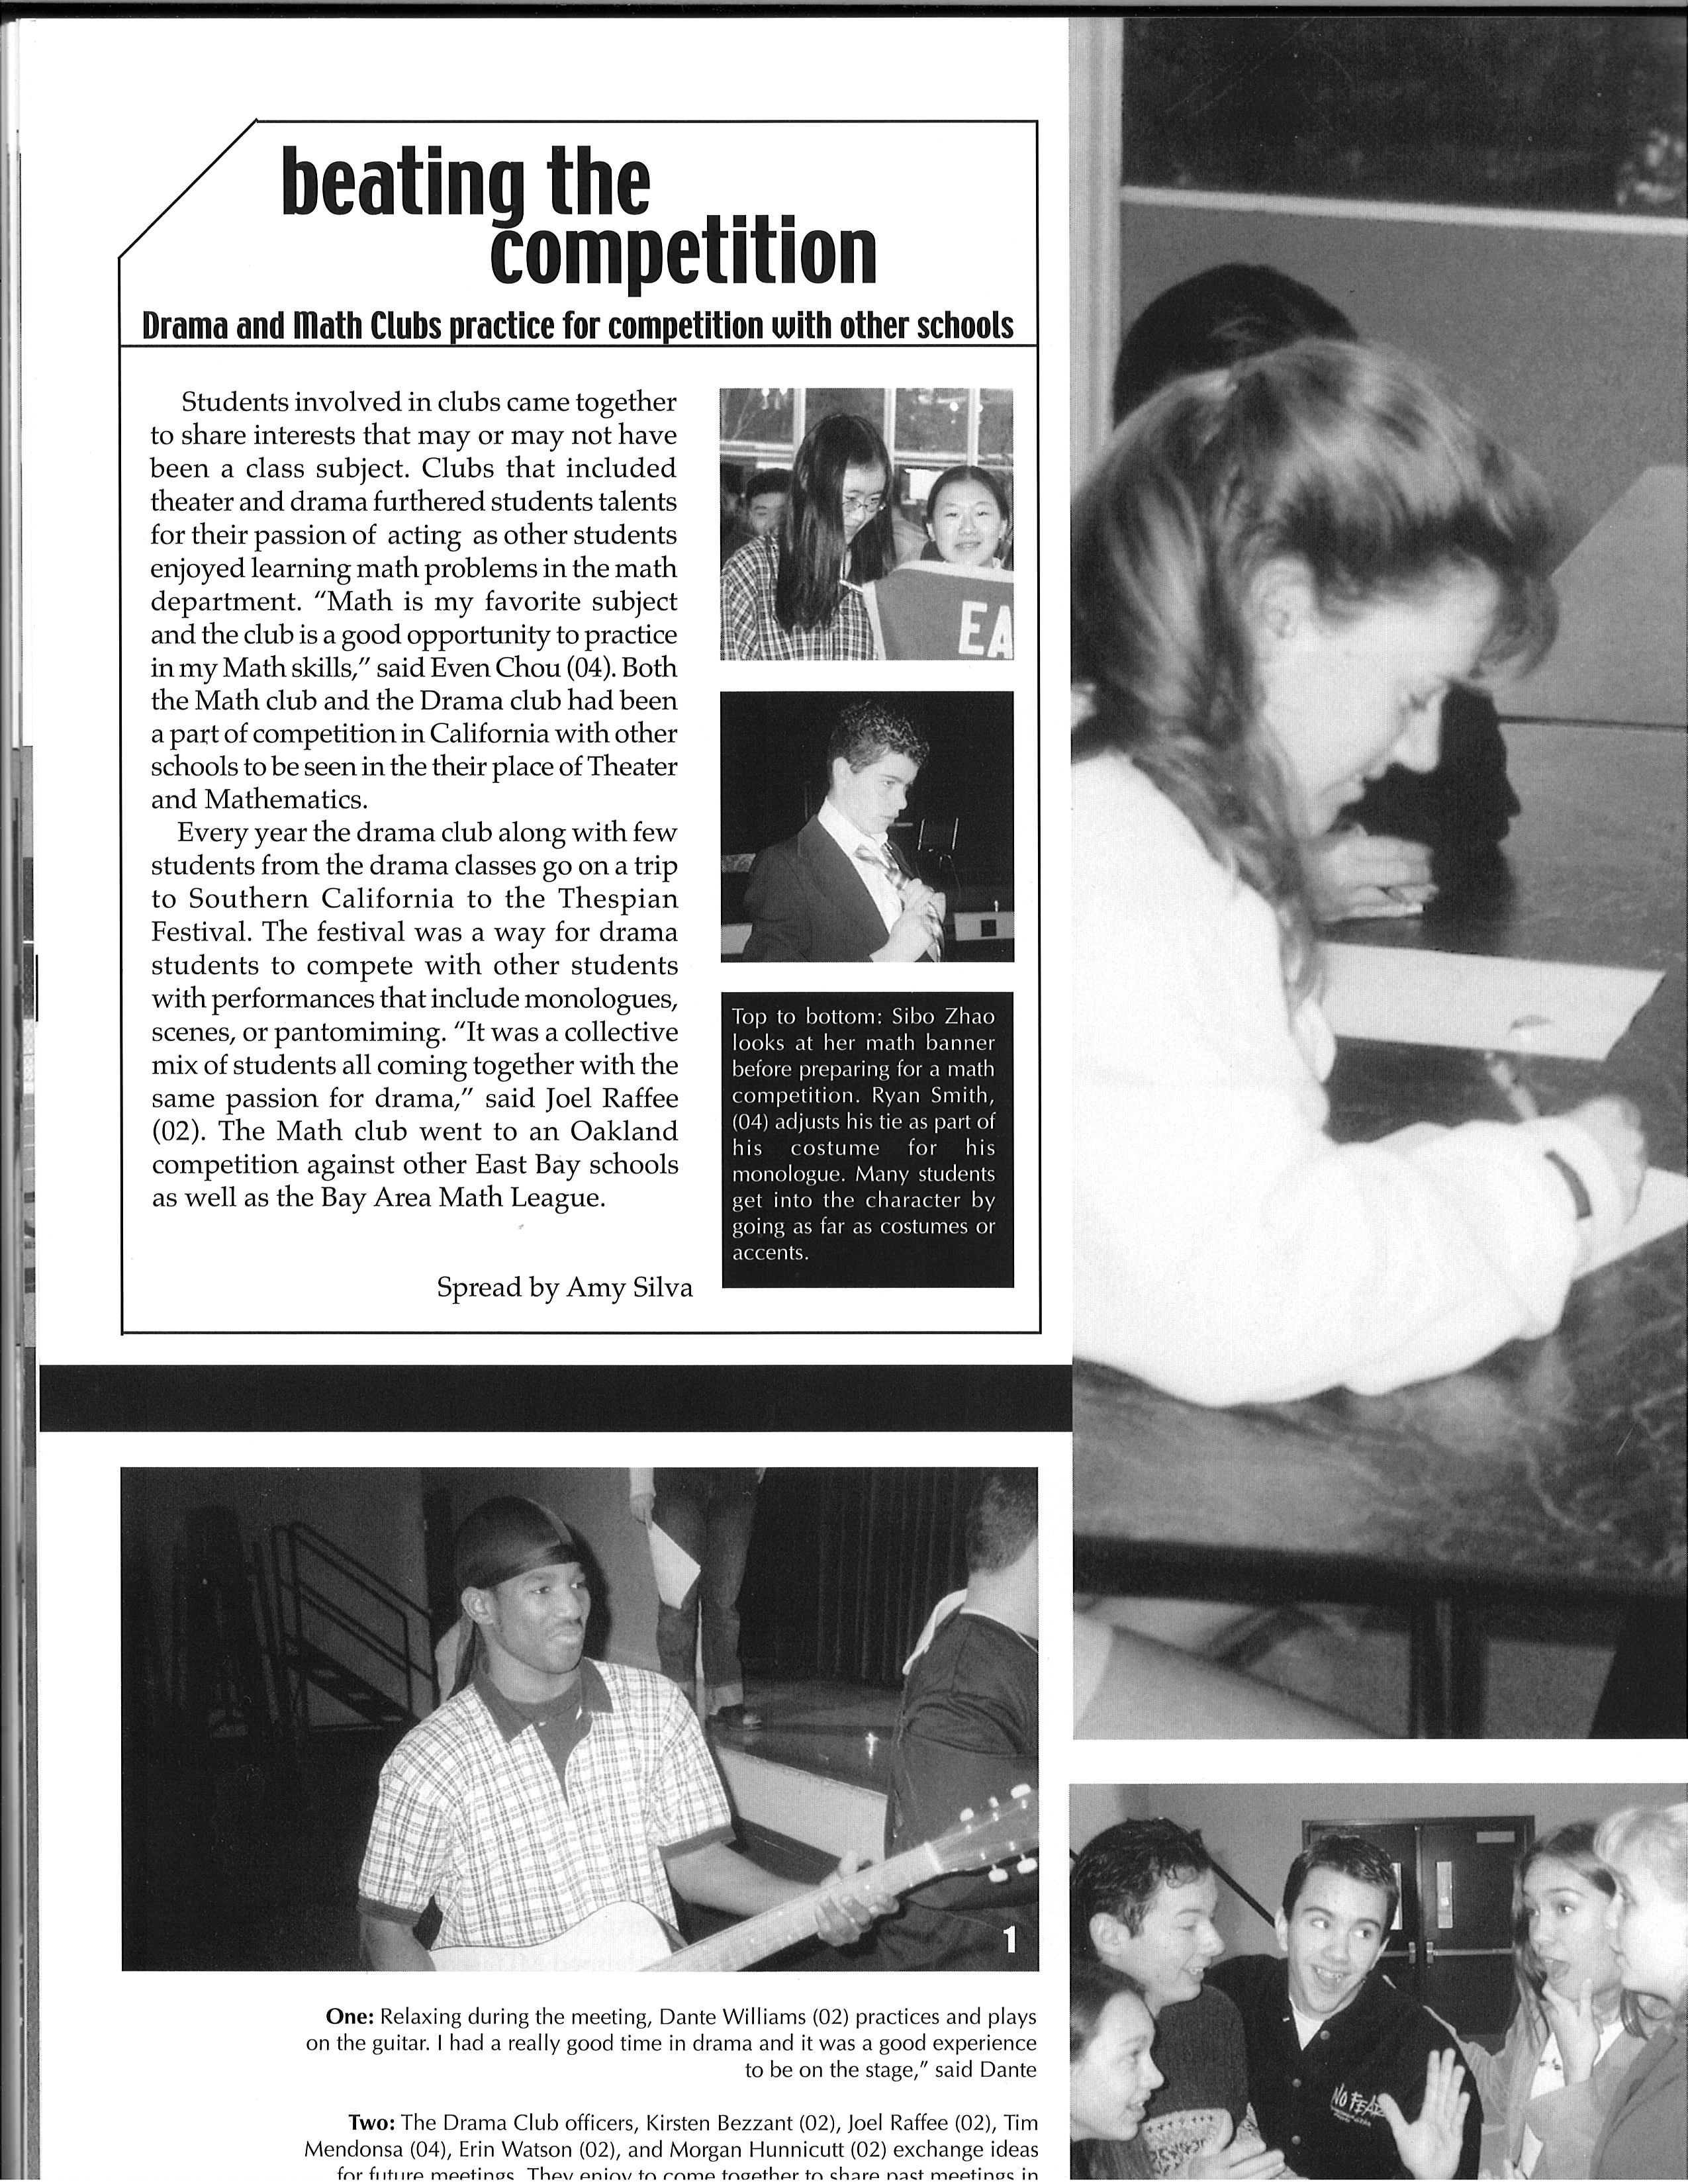 beating the
competition
Drama and Math Clubs practice for competition with other schools
Students involved in clubs came together
to share interests that may or may not have
been a class subject. Clubs that included
theater and drama furthered students talents
for their passion of acting as other students
enjoyed learning math problems in the math
department. “Math is my favorite subject
and the club is a good opportunity to practice
in my Math skills,” said Even Chou (04). Both
the Math club and the Drama club had been
a part of competition in California with other
schools to be seen in the their place of Theater
and Mathematics.
Every year the drama club along with few
students from the drama classes go on a trip
to Southern California to the Thespian
Festival. The festival was a way for drama
students to compete with other students
with performances that include monologues,
scenes, or pantomiming. “It was a collective
mix of students all coming together with the
same passion for drama,” said Joel Raffee
(02). The Math club went to an Oakland
competition against other East Bay schools
as well as the Bay Area Math League.
Spread by Amy Silva
EA
Top to bottom: Sibo Zhao
looks at her math banner
before preparing for a math
competition. Ryan Smith,
(04) adjusts his tie as part of
his costume for his
monologue. Many students
get into the character by
going as far as costumes or
accents.
1
One: Relaxing during the meeting, Dante Williams (02) practices and plays
on the guitar. I had a really good time in drama and it was a good experience
to be on the stage,” said Dante
Two: The Drama Club officers, Kirsten Bezzant (02), Joel Raffee (02), Tim
Mendonsa (04), Erin Watson (02), and Morgan Hunnicutt (02) exchange ideas
for future meetings. They enjoy to come together to share past meetings in
NO FEAR